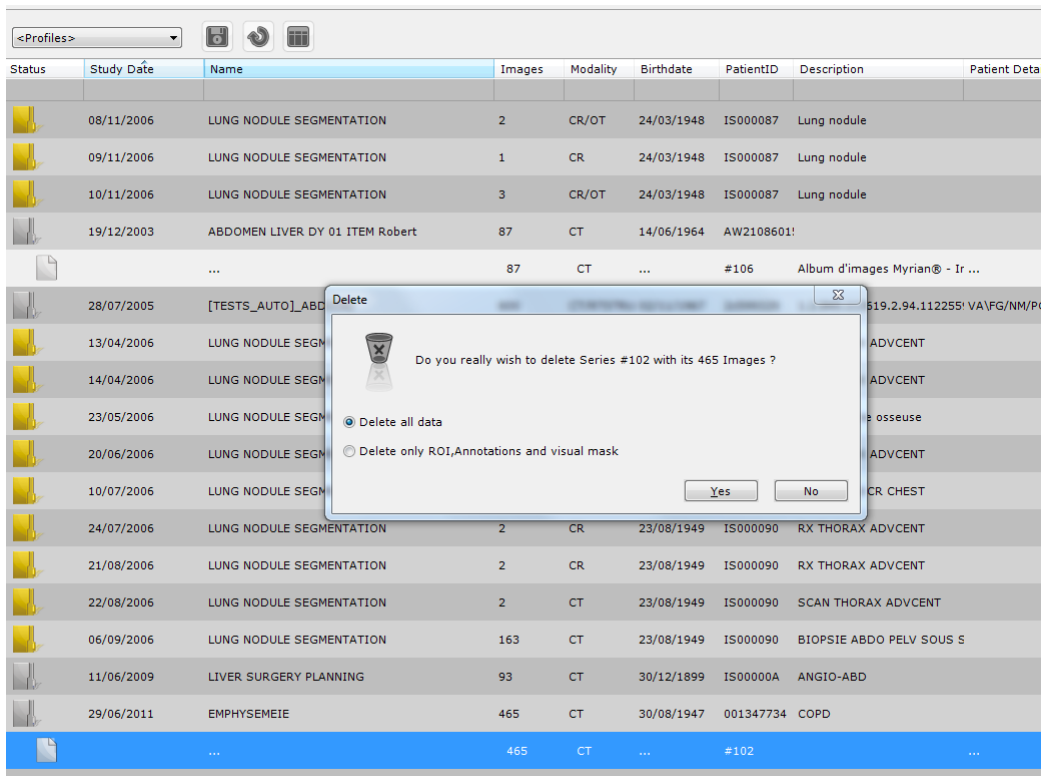 <Profiles>
Status Study Date Name Images Modality Birthdate PatientID Description Patient Deta
08/11/2006 LUNG NODULE SEGMENTATION 2 CR/OT 24/03/1948 IS000087 Lung nodule
09/11/2006 LUNG NODULE SEGMENTATION 1 CR 24/03/1948 IS000087 Lung nodule
10/11/2006 LUNG NODULE SEGMENTATION 3 CR/OT 24/03/1948 IS000087 Lung nodule
19/12/2003 ABDOMEN LIVER DY 01 ITEM Robert 87 CT 14/06/1964 AW2108601!
... 87 CT ... #106 Album d'images Myrian® - Ir ...
28/07/2005 [TESTS_AUTO]_ABD 619.2.94.112255! VA\FG/NM/PC
Delete
Do you really wish to delete Series #102 with its 465 Images ?
Delete all data
Delete only ROI,Annotations and visual mask
Yes No
13/04/2006 LUNG NODULE SEGM ADVCENT
14/04/2006 LUNG NODULE SEGM ADVCENT
23/05/2006 LUNG NODULE SEGM e osseuse
20/06/2006 LUNG NODULE SEGM ADVCENT
10/07/2006 LUNG NODULE SEGM CR CHEST
24/07/2006 LUNG NODULE SEGMENTATION 2 CR 23/08/1949 IS000090 RX THORAX ADVCENT
21/08/2006 LUNG NODULE SEGMENTATION 2 CR 23/08/1949 IS000090 RX THORAX ADVCENT
22/08/2006 LUNG NODULE SEGMENTATION 2 CT 23/08/1949 IS000090 SCAN THORAX ADVCENT
06/09/2006 LUNG NODULE SEGMENTATION 163 CT 23/08/1949 IS000090 BIOPSIE ABDO PELV SOUS S
11/06/2009 LIVER SURGERY PLANNING 93 CT 30/12/1899 IS00000A ANGIO-ABD
29/06/2011 EMPHYSEMEIE 465 CT 30/08/1947 001347734 COPD
... 465 CT ... #102 ...